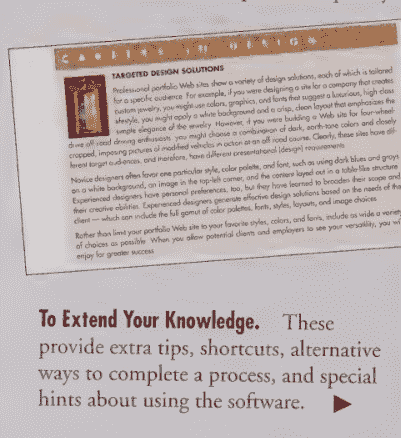 CAREERS IN DESIGN
TARGETED DESIGN SOLUTIONS
Professional portfolio Web sites show a variety of design solutions, each of which is tailored
for a specific audience. For example, if you were designing a site for a company that creates
custom jewelry, you might use colors, graphics, and fonts that suggest a luxurious, high class
lifestyle, you might apply a white background and a crisp, clean layout that emphasizes the
simple elegance of the jewelry. However, if you were building a Web site for four-wheel-
drive off road driving enthusiasts, you might choose a combination of dark, earth-tone colors and closely
cropped, imposing pictures of modified vehicles in action at an off road course. Clearly, these sites have dif-
ferent target audiences, and therefore, have different presentational (design) requirements.
Novice designers often favor one particular style, color palette, and font, such as using dark blues and grays
on a white background, an image in the top-left corner, and the content layed out in a table-like structure
Experienced designers have personal preferences, too, but they have learned to broaden their scope and
their creative abilities. Experienced designers generate effective design solutions based on the needs of the
client — which can include the full gamut of color palettes, fonts, styles, layouts, and image choices
Rather than limit your portfolio Web site to your favorite styles, colors, and fonts, include as wide a variety
of choices as possible. When you allow potential clients and employers to see your versatility, you wi
enjoy far greater success.
To Extend Your Knowledge. These
provide extra tips, shortcuts, alternative
ways to complete a process, and special
hints about using the software.